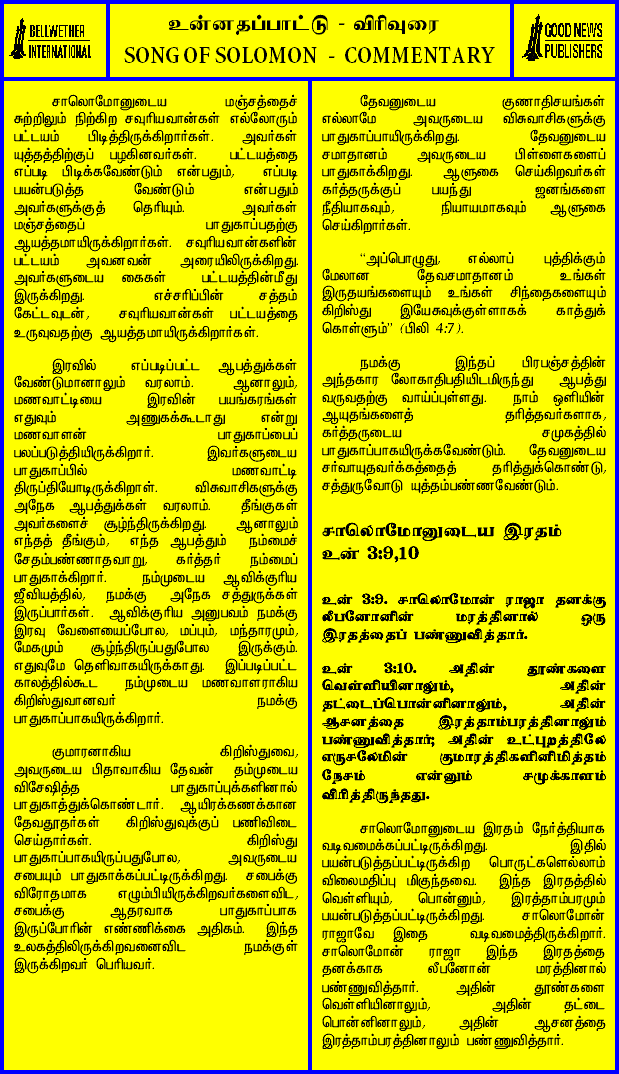 BELLWETHER
INTERNATIONAL
உன்னதப்பாட்டு - விரிவுரை
SONG OF SOLOMON - COMMENTARY
GOOD NEWS
PUBLISHERS
சாலொமோனுடைய மஞ்சத்தைச்
சுற்றிலும் நிற்கிற சவுரியவான்கள் எல்லோரும்
பட்டயம் பிடித்திருக்கிறார்கள். அவர்கள்
யுத்தத்திற்குப் பழகினவர்கள். பட்டயத்தை
எப்படி பிடிக்கவேண்டும் என்பதும், எப்படி
பயன்படுத்த வேண்டும் என்பதும்
அவர்களுக்குத் தெரியும். அவர்கள்
மஞ்சத்தைப் பாதுகாப்பதற்கு
ஆயத்தமாயிருக்கிறார்கள். சவுரியவான்களின்
பட்டயம் அவனவன் அரையிலிருக்கிறது.
அவர்களுடைய கைகள் பட்டயத்தின்மீது
இருக்கிறது. எச்சரிப்பின் சத்தம்
கேட்டவுடன், சவுரியவான்கள் பட்டயத்தை
உருவுவதற்கு ஆயத்தமாயிருக்கிறார்கள்.
இரவில் எப்படிப்பட்ட ஆபத்துக்கள்
வேண்டுமானாலும் வரலாம். ஆனாலும்,
மணவாட்டியை இரவின் பயங்கரங்கள்
எதுவும் அணுகக்கூடாது என்று
மணவாளன் பாதுகாப்பைப்
பலப்படுத்தியிருக்கிறார். இவர்களுடைய
பாதுகாப்பில் மணவாட்டி
திருப்தியோடிருக்கிறாள். விசுவாசிகளுக்கு
அநேக ஆபத்துக்கள் வரலாம். தீங்குகள்
அவர்களைச் சூழ்ந்திருக்கிறது. ஆனாலும்
எந்தத் தீங்கும், எந்த ஆபத்தும் நம்மைச்
சேதம்பண்ணாதவாறு, கர்த்தர் நம்மைப்
பாதுகாக்கிறார். நம்முடைய ஆவிக்குரிய
ஜீவியத்தில், நமக்கு அநேக சத்துருக்கள்
இருப்பார்கள். ஆவிக்குரிய அனுபவம் நமக்கு
இரவு வேளையைப்போல, மப்பும், மந்தாரமும்,
மேகமும் சூழ்ந்திருப்பதுபோல இருக்கும்.
எதுவுமே தெளிவாகயிருக்காது. இப்படிப்பட்ட
காலத்தில்கூட நம்முடைய மணவாளராகிய
கிறிஸ்துவானவர் நமக்கு
பாதுகாப்பாகயிருக்கிறார்.
குமாரனாகிய கிறிஸ்துவை,
அவருடைய பிதாவாகிய தேவன் தம்முடைய
விசேஷித்த பாதுகாப்புக்களினால்
பாதுகாத்துக்கொண்டார். ஆயிரக்கணக்கான
தேவதூதர்கள் கிறிஸ்துவுக்குப் பணிவிடை
செய்தார்கள். கிறிஸ்து
பாதுகாப்பாகயிருப்பதுபோல, அவருடைய
சபையும் பாதுகாக்கப்பட்டிருக்கிறது. சபைக்கு
விரோதமாக எழும்பியிருக்கிறவர்களைவிட,
சபைக்கு ஆதரவாக பாதுகாப்பாக
இருப்போரின் எண்ணிக்கை அதிகம். இந்த
உலகத்திலிருக்கிறவனைவிட நமக்குள்
இருக்கிறவர் பெரியவர்.
தேவனுடைய குணாதிசயங்கள்
எல்லாமே அவருடைய விசுவாசிகளுக்கு
பாதுகாப்பாயிருக்கிறது. தேவனுடைய
சமாதானம் அவருடைய பிள்ளைகளைப்
பாதுகாக்கிறது. ஆளுகை செய்கிறவர்கள்
கர்த்தருக்குப் பயந்து ஜனங்களை
நீதியாகவும், நியாயமாகவும் ஆளுகை
செய்கிறார்கள்.
“அப்பொழுது, எல்லாப் புத்திக்கும்
மேலான தேவசமாதானம் உங்கள்
இருதயங்களையும் உங்கள் சிந்தைகளையும்
கிறிஸ்து இயேசுவுக்குள்ளாகக் காத்துக்
கொள்ளும்” (பிலி 4:7).
நமக்கு இந்தப் பிரபஞ்சத்தின்
அந்தகார லோகாதிபதியிடமிருந்து ஆபத்து
வருவதற்கு வாய்ப்புள்ளது. நாம் ஒளியின்
ஆயுதங்களைத் தரித்தவர்களாக,
கர்த்தருடைய சமுகத்தில்
பாதுகாப்பாகயிருக்கவேண்டும். தேவனுடைய
சர்வாயுதவர்க்கத்தைத் தரித்துக்கொண்டு,
சத்துருவோடு யுத்தம்பண்ணவேண்டும்.
சாலொமோனுடைய இரதம்
உன் 3:9,10
உன் 3:9. சாலொமோன் ராஜா தனக்கு
லீபனோனின் மரத்தினால் ஒரு
இரதத்தைப் பண்ணுவித்தார்.
உன் 3:10. அதின் தூண்களை
வெள்ளியினாலும், அதின்
தட்டைப்பொன்னினாலும், அதின்
ஆசனத்தை இரத்தாம்பரத்தினாலும்
பண்ணுவித்தார்; அதின் உட்புறத்திலே
எருசலேமின் குமாரத்திகளினிமித்தம்
நேசம் என்னும் சமுக்காளம்
விரித்திருந்தது.
சாலொமோனுடைய இரதம் நேர்த்தியாக
வடிவமைக்கப்பட்டிருக்கிறது. இதில்
பயன்படுத்தப்பட்டிருக்கிற பொருட்களெல்லாம்
விலைமதிப்பு மிகுந்தவை. இந்த இரதத்தில்
வெள்ளியும், பொன்னும், இரத்தாம்பரமும்
பயன்படுத்தப்பட்டிருக்கிறது. சாலொமோன்
ராஜாவே இதை வடிவமைத்திருக்கிறார்.
சாலொமோன் ராஜா இந்த இரதத்தை
தனக்காக லீபனோன் மரத்தினால்
பண்ணுவித்தார். அதின் தூண்களை
வெள்ளியினாலும், அதின் தட்டை
பொன்னினாலும், அதின் ஆசனத்தை
இரத்தாம்பரத்தினாலும் பண்ணுவித்தார்.